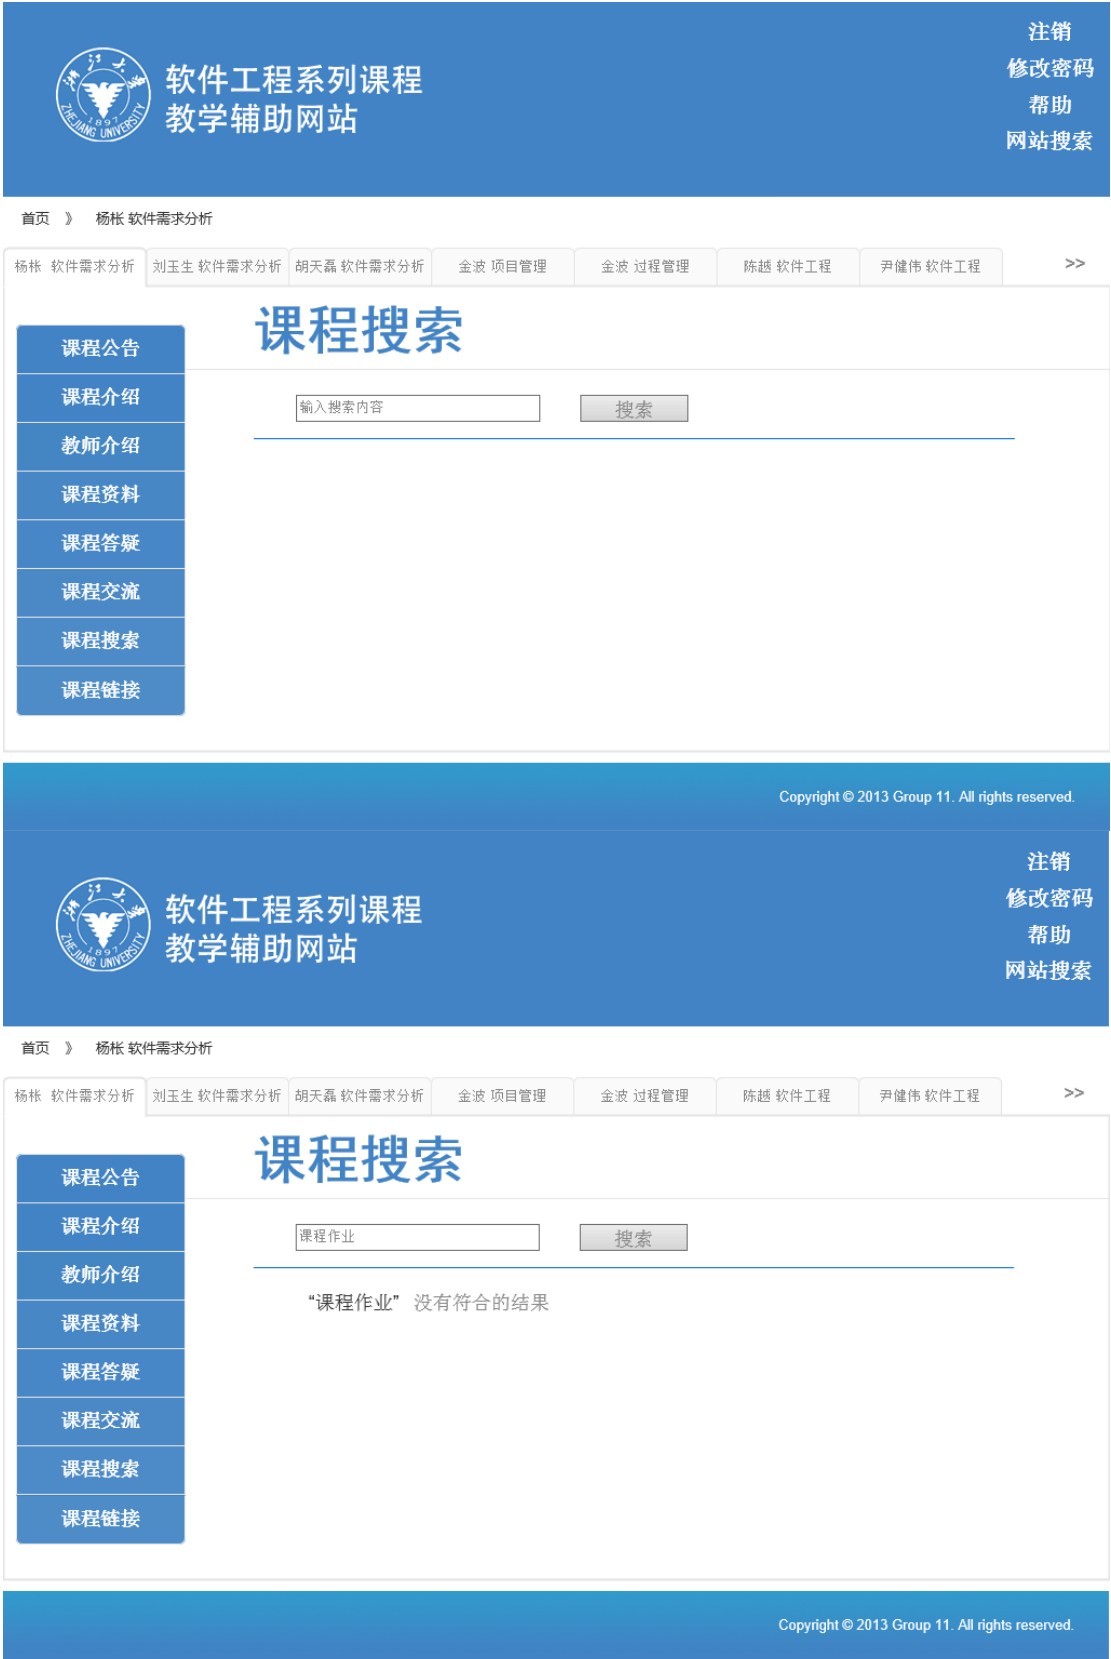 注销
修改密码
帮助
网站搜索
ZHEJIANG UNIVERSITY
1897
软件工程系列课程
教学辅助网站
首页 》 杨枨 软件需求分析
杨枨 软件需求分析 刘玉生 软件需求分析 胡天磊 软件需求分析 金波 项目管理 金波 过程管理 陈越 软件工程 尹健伟 软件工程 >>
课程搜索
课程公告
课程介绍
教师介绍
课程资料
课程答疑
课程交流
课程搜索
课程链接
输入搜索内容 搜索
Copyright © 2013 Group 11. All rights reserved.
注销
修改密码
帮助
网站搜索
ZHEJIANG UNIVERSITY
1897
软件工程系列课程
教学辅助网站
首页 》 杨枨 软件需求分析
杨枨 软件需求分析 刘玉生 软件需求分析 胡天磊 软件需求分析 金波 项目管理 金波 过程管理 陈越 软件工程 尹健伟 软件工程 >>
课程搜索
课程公告
课程介绍
教师介绍
课程资料
课程答疑
课程交流
课程搜索
课程链接
课程作业 搜索
“课程作业” 没有符合的结果
Copyright © 2013 Group 11. All rights reserved.